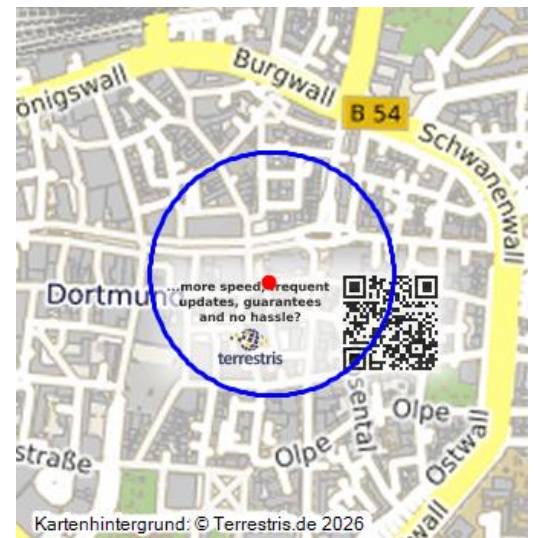 Burgwall
önigswall
B 54
Schwanenwall
...more speed, frequent
updates, guarantees
and no hassle?
Dortmund
terrestris
Olpe
sental
Olpe
Ostwall
straße
wall
Kartenhintergrund: © Terrestris.de 2026